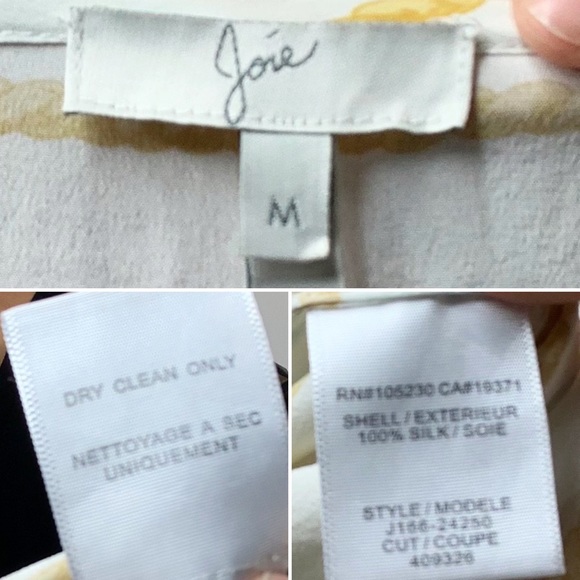 Joie
M
DRY CLEAN ONLY
NETTOYAGE A SEC
UNIQUEMENT
RN#105230 CA#19371
SHELL/EXTERIEUR
100% SILK/SOIE
STYLE/MODELE
J166-24250
CUT/COUPE
409326